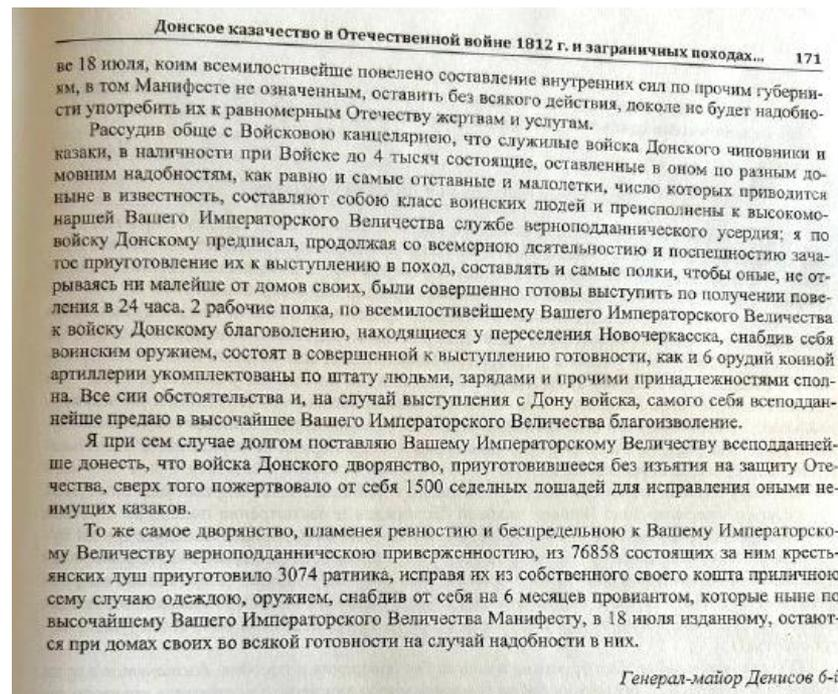 Донское казачество в Отечественной войне 1812 г. и заграничных походах... 171
ве 18 июля, коим всемилостивейше повелено составление внутренних сил по прочим губерни-
ям, в том Манифесте не означенным, оставить без всякого действия, доколе не будет надобно-
сти употребить их к равномерным Отечеству жертвам и услугам.
Рассудив обще с Войсковою канцеляриею, что служилые войска Донского чиновники и
казаки, в наличности при Войске до 4 тысяч состоящие, оставленные в оном по разным до-
мовним надобностям, как равно и самые отставные и малолетки, число которых приводится
ныне в известность, составляют собою класс воинских людей и преисполнены к высокомо-
наршей Вашего Императорского Величества службе верноподданнического усердия; я по
войску Донскому предписал, продолжая со всемерною деятельностию и поспешностию зача-
тое приготовление их к выступлению в поход, составлять и самые полки, чтобы оные, не от-
рываясь ни малейше от домов своих, были совершенно готовы выступить по получении пове-
ления в 24 часа. 2 рабочие полка, по всемилостивейшему Вашего Императорского Величества
к войску Донскому благоволению, находящиеся у переселения Новочеркасска, снабдив себя
воинским оружием, состоят в совершенной к выступлению готовности, как и 6 орудий конной
артиллерии укомплектованы по штату людьми, зарядами и прочими принадлежностями спол-
на. Все сии обстоятельства и, на случай выступления с Дону войска, самого себя всеподдан-
нейше предаю в высочайшее Вашего Императорского Величества благоизволение.
Я при сем случае долгом поставляю Вашему Императорскому Величеству всеподданней-
ше донесть, что войска Донского дворянство, приуготовившееся без изъятия на защиту Оте-
чества, сверх того пожертвовало от себя 1500 седельных лошадей для исправления оными не-
имущих казаков.
То же самое дворянство, пламенея ревностию и беспредельною к Вашему Императорско-
му Величеству верноподданническою приверженностию, из 76858 состоящих за ним кресть-
янских душ приуготовило 3074 ратника, исправя их из собственного своего кошта приличною
сему случаю одеждою, оружием, снабдив от себя на 6 месяцев провиантом, которые ныне по
высочайшему Вашего Императорского Величества Манифесту, в 18 июля изданному, остают-
ся при домах своих во всякой готовности на случай надобности в них.
Генерал-майор Денисов 6-й